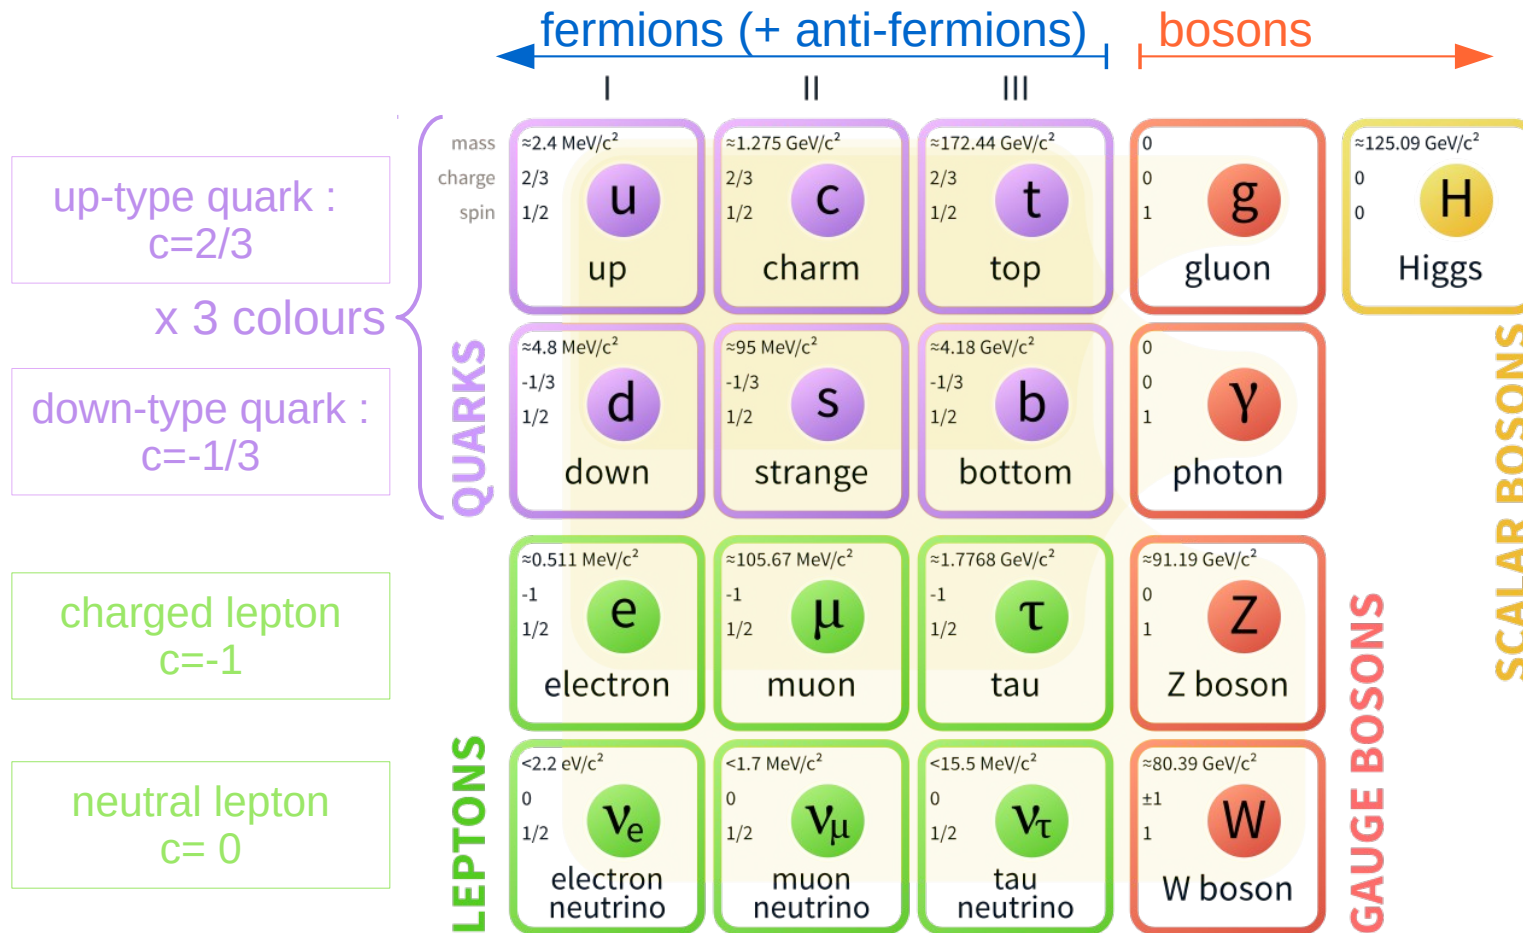 fermions (+ anti-fermions)
bosons
I
II
III
mass
charge
spin
up-type quark :
c=2/3
x 3 colours
down-type quark :
c=-1/3
charged lepton
c=-1
neutral lepton
c= 0
QUARKS
LEPTONS
≈2.4 MeV/c²
2/3
1/2
u
up
≈1.275 GeV/c²
2/3
1/2
c
charm
≈172.44 GeV/c²
2/3
1/2
t
top
0
0
1
g
gluon
≈125.09 GeV/c²
0
0
H
Higgs
≈4.8 MeV/c²
-1/3
1/2
d
down
≈95 MeV/c²
-1/3
1/2
s
strange
≈4.18 GeV/c²
-1/3
1/2
b
bottom
0
0
1
γ
photon
≈0.511 MeV/c²
-1
1/2
e
electron
≈105.67 MeV/c²
-1
1/2
μ
muon
≈1.7768 GeV/c²
-1
1/2
τ
tau
≈91.19 GeV/c²
0
1
Z
Z boson
<2.2 eV/c²
0
1/2
νe
electron
neutrino
<1.7 MeV/c²
0
1/2
νμ
muon
neutrino
<15.5 MeV/c²
0
1/2
ντ
tau
neutrino
≈80.39 GeV/c²
±1
1
W
W boson
GAUGE BOSONS
SCALAR BOSONS